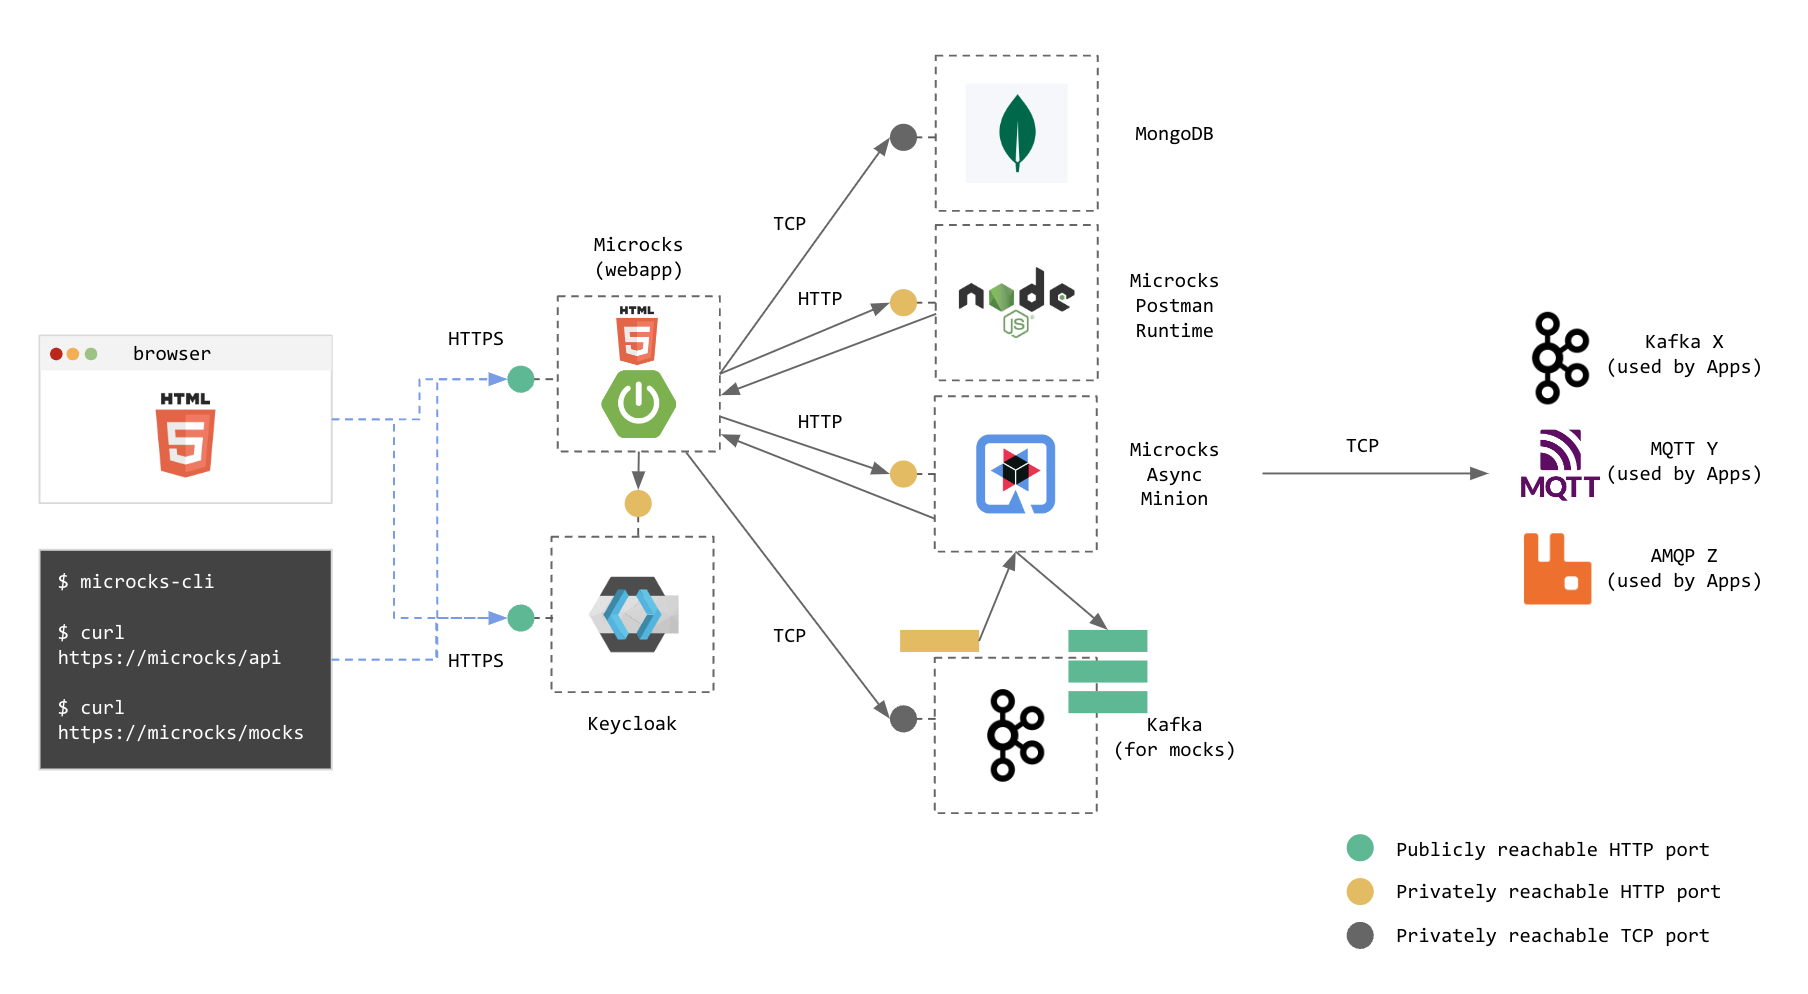 MongoDB
TCP
Microcks
(webapp)
HTML
HTTP
node
JS
Microcks
Postman
Runtime
HTTPS
browser
HTML
Kafka X
(used by Apps)
HTTP
Microcks
Async
Minion
TCP
MQTT
MQTT Y
(used by Apps)
AMQP Z
(used by Apps)
$ microcks-cli
$ curl
https://microcks/api
$ curl
https://microcks/mocks
HTTPS
TCP
Keycloak
Kafka
(for mocks)
Publicly reachable HTTP port
Privately reachable HTTP port
Privately reachable TCP port